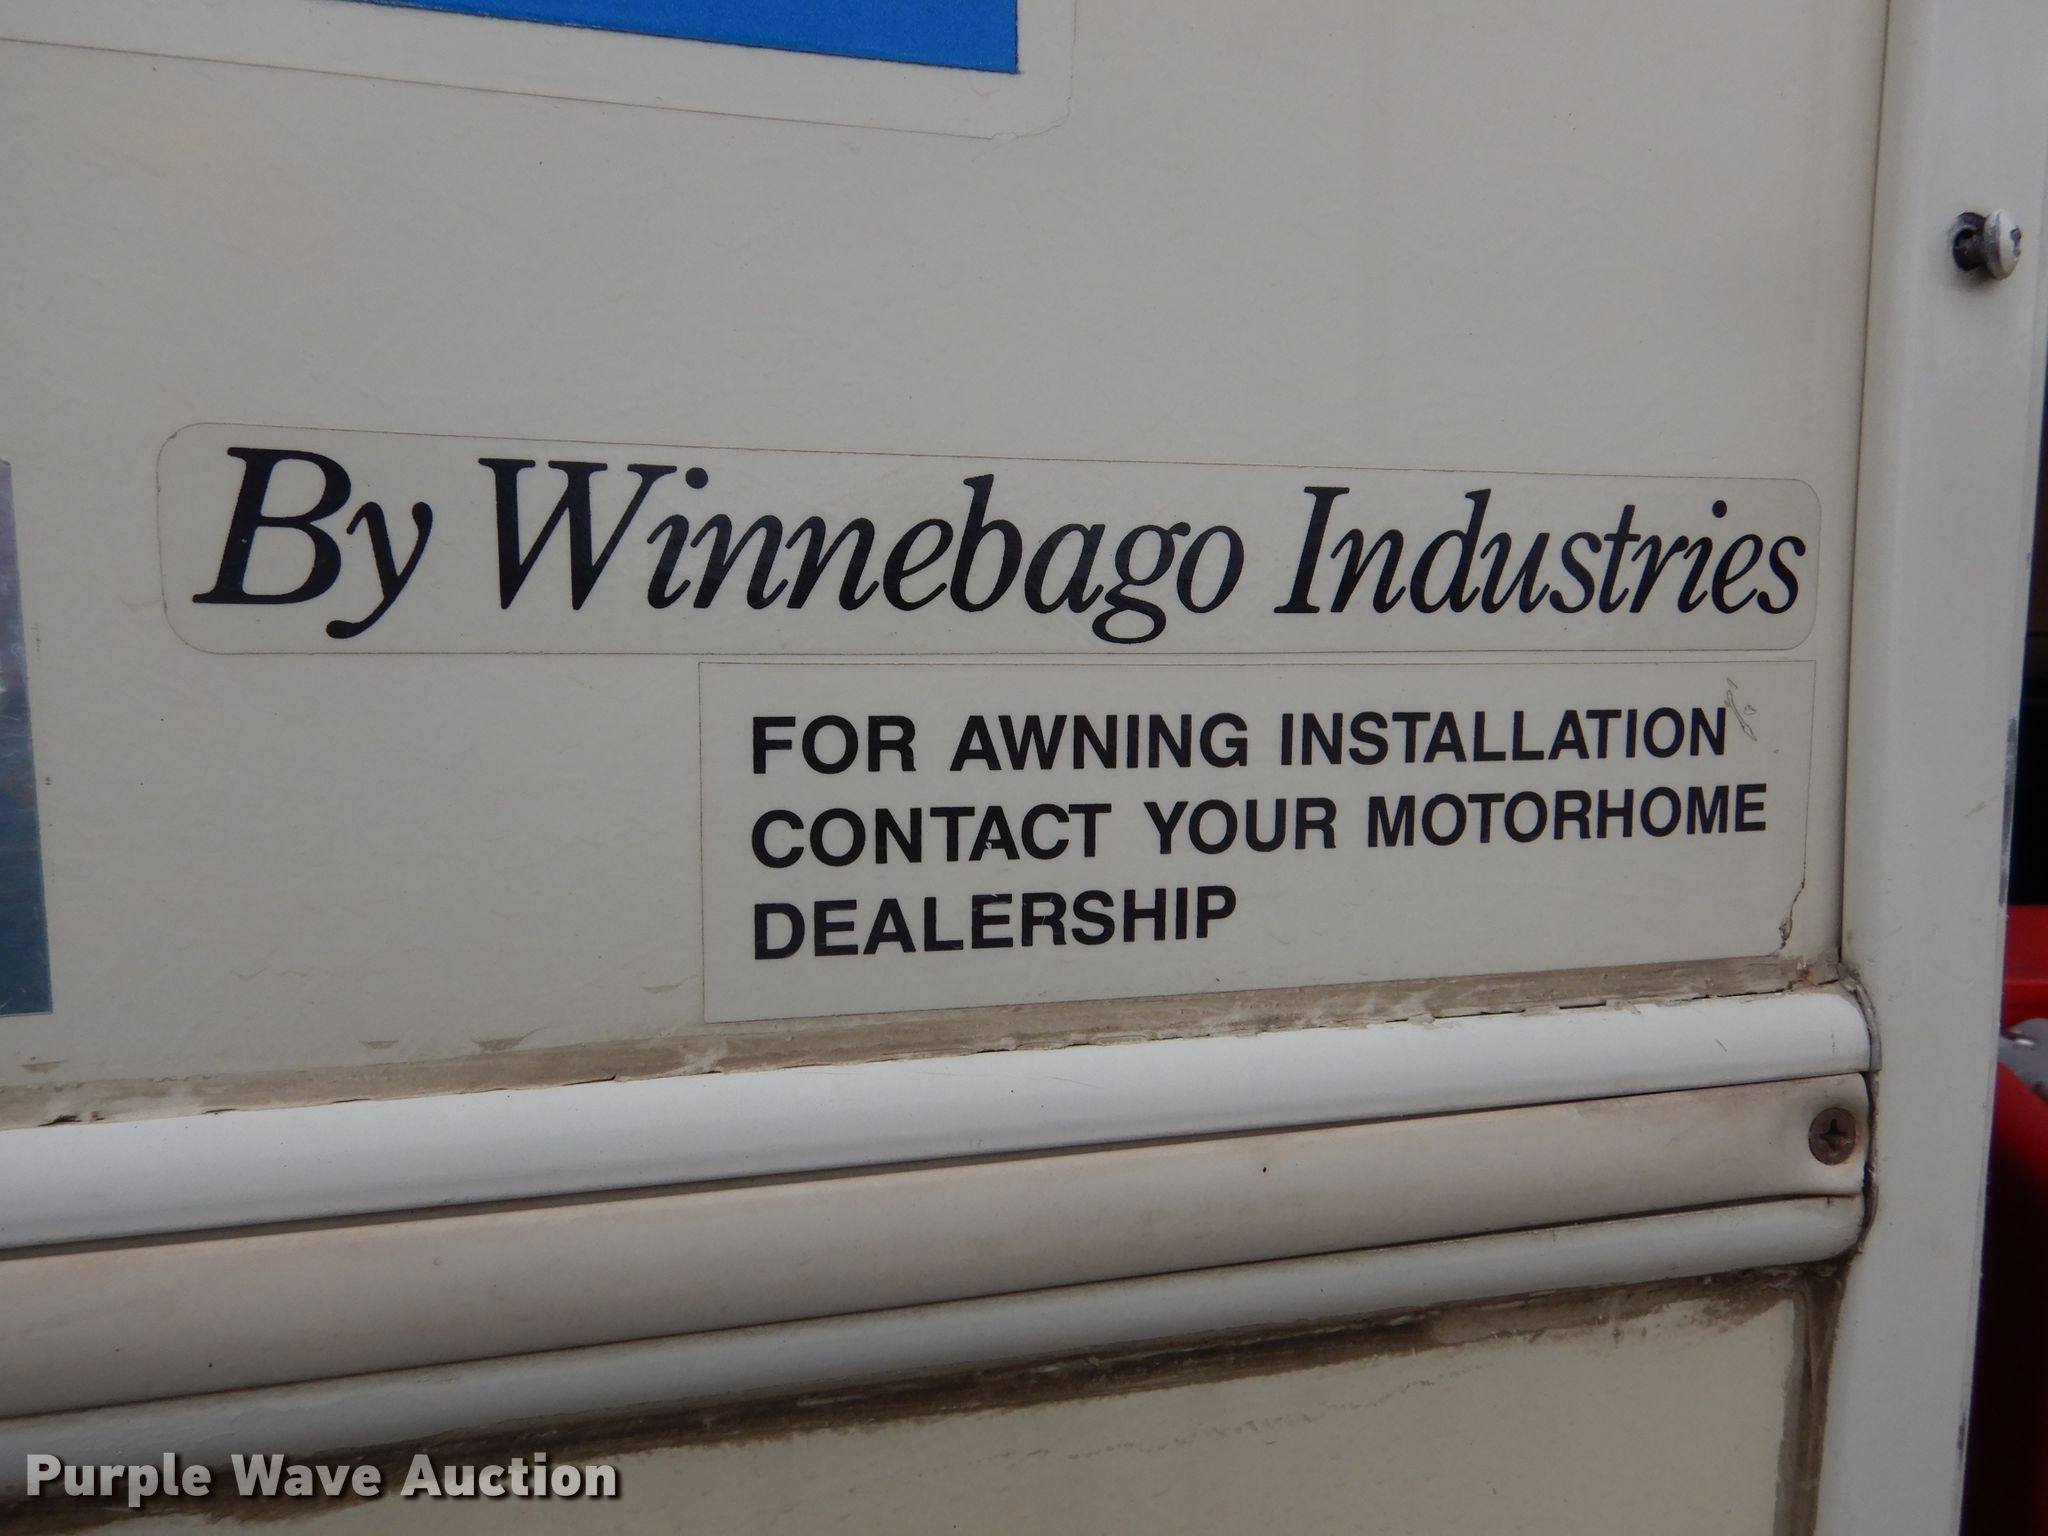 By Winnebago Industries
FOR AWNING INSTALLATION
CONTACT YOUR MOTORHOME
DEALERSHIP
Purple Wave Auction